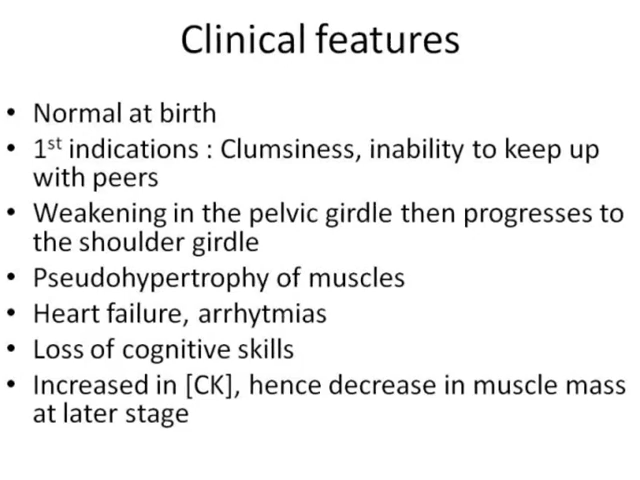 Clinical features
• Normal at birth
• 1st indications : Clumsiness, inability to keep up
with peers
• Weakening in the pelvic girdle then progresses to
the shoulder girdle
• Pseudohypertrophy of muscles
• Heart failure, arrhytmias
• Loss of cognitive skills
• Increased in [CK], hence decrease in muscle mass
at later stage